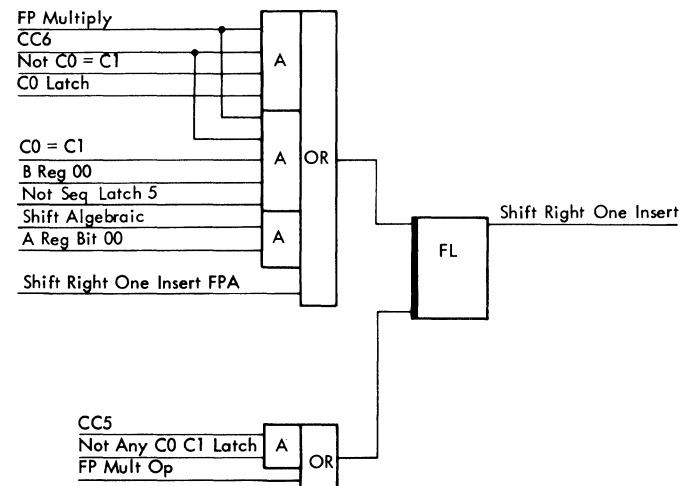 FP Multiply
CC6
Not C0 = C1
C0 Latch
A
C0 = C1
B Reg 00
Not Seq Latch 5
A
OR
Shift Algebraic
A Reg Bit 00
A
Shift Right One Insert FPA
FL
Shift Right One Insert
CC5
Not Any C0 C1 Latch
FP Mult Op
A
OR